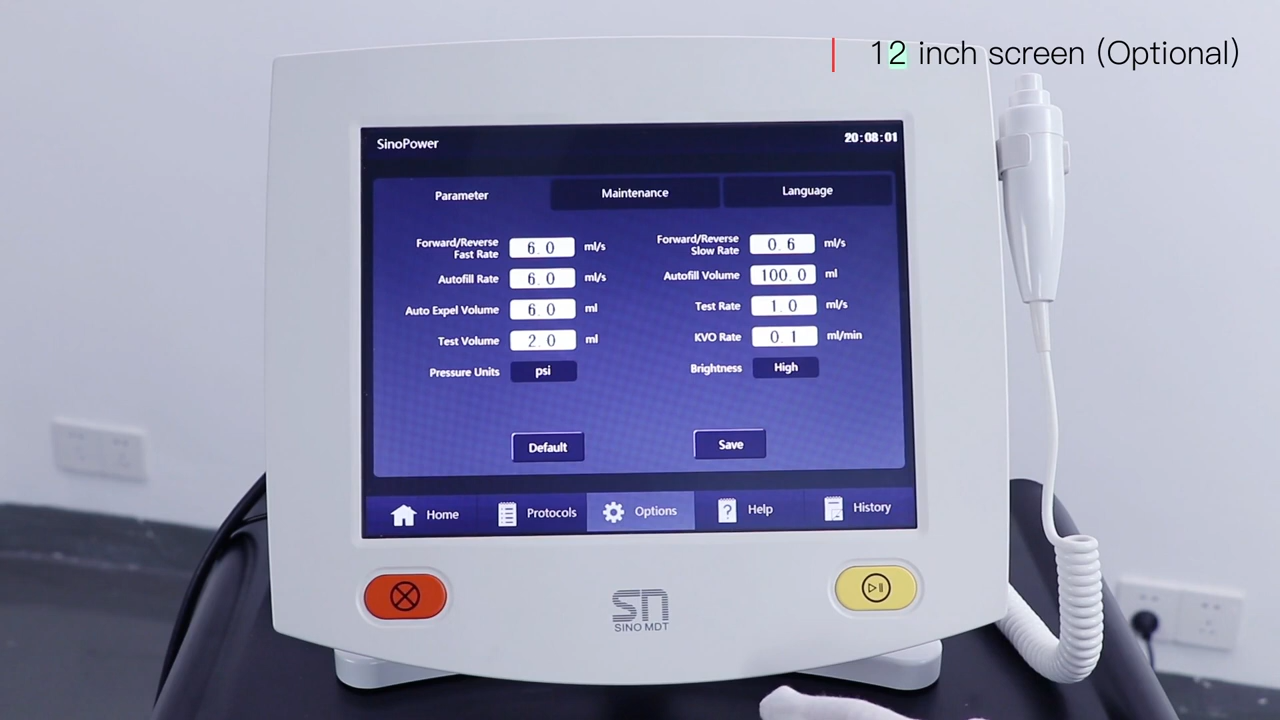 12 inch screen (Optional)
SinoPower
20:08:01
Parameter
Maintenance
Language
Forward/Reverse
Fast Rate
6.0
ml/s
Forward/Reverse
Slow Rate
0.6
ml/s
Autofill Rate
6.0
ml/s
Autofill Volume
100.0
ml
Auto Expel Volume
6.0
ml
Test Rate
1.0
ml/s
Test Volume
2.0
ml
KVO Rate
0.1
ml/min
Pressure Units
psi
Brightness
High
Default
Save
Home
Protocols
Options
Help
History
SN
SINO MDT